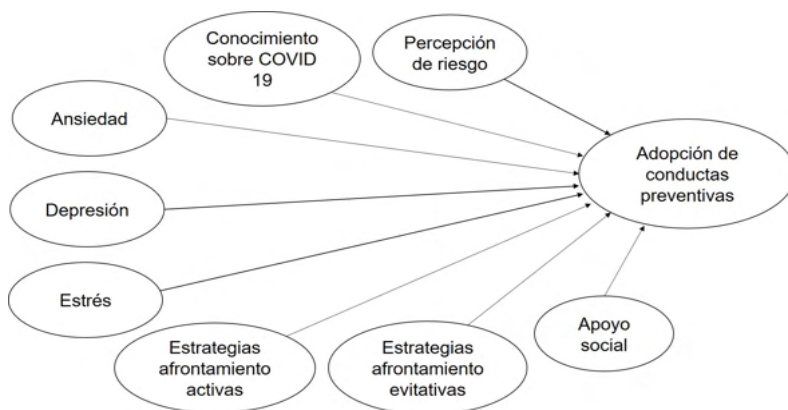 Conocimiento
sobre COVID
19
Percepción
de riesgo
Ansiedad
Adopción de
conductas
preventivas
Depresión
Estrés
Estrategias
afrontamiento
activas
Estrategias
afrontamiento
evitativas
Apoyo
social